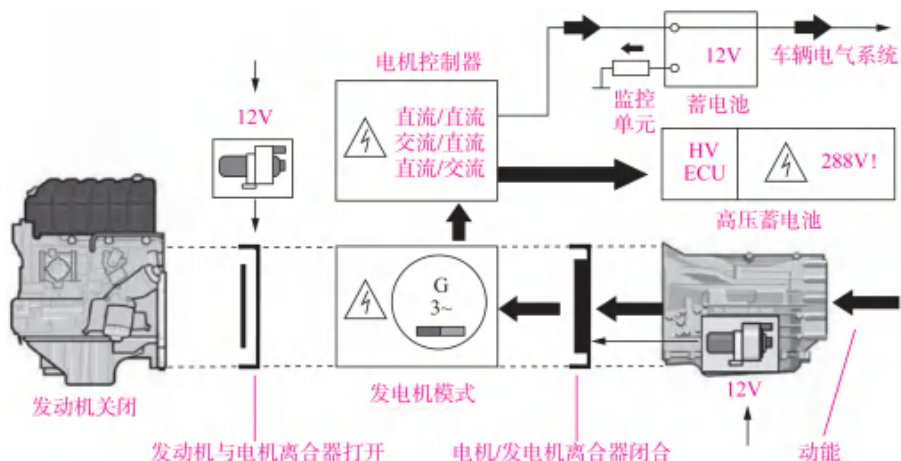 电机控制器
直流/直流
交流/直流
直流/交流
12V
车辆电气系统
监控
单元
蓄电池
12V
HV
ECU
288V!
高压蓄电池
G
3~
发动机关闭
发电机模式
12V
发动机与电机离合器打开
电机/发电机离合器闭合
动能